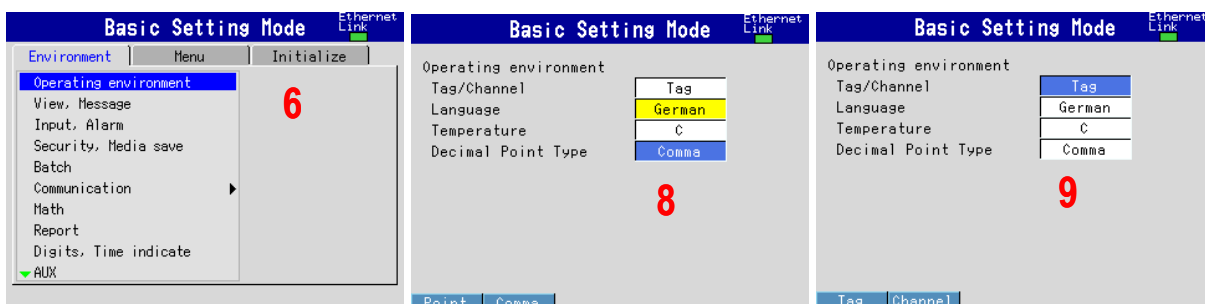 Basic Setting Mode
Ethernet
Link
Environment
Menu
Initialize
Operating environment
View, Message
Input, Alarm
Security, Media save
Batch
Communication
Math
Report
Digits, Time indicate
AUX
6
Basic Setting Mode
Ethernet
Link
Operating environment
Tag/Channel Tag
Language German
Temperature C
Decimal Point Type Comma
8
Point Comma
Basic Setting Mode
Ethernet
Link
Operating environment
Tag/Channel Tag
Language German
Temperature C
Decimal Point Type Comma
9
Tag Channel